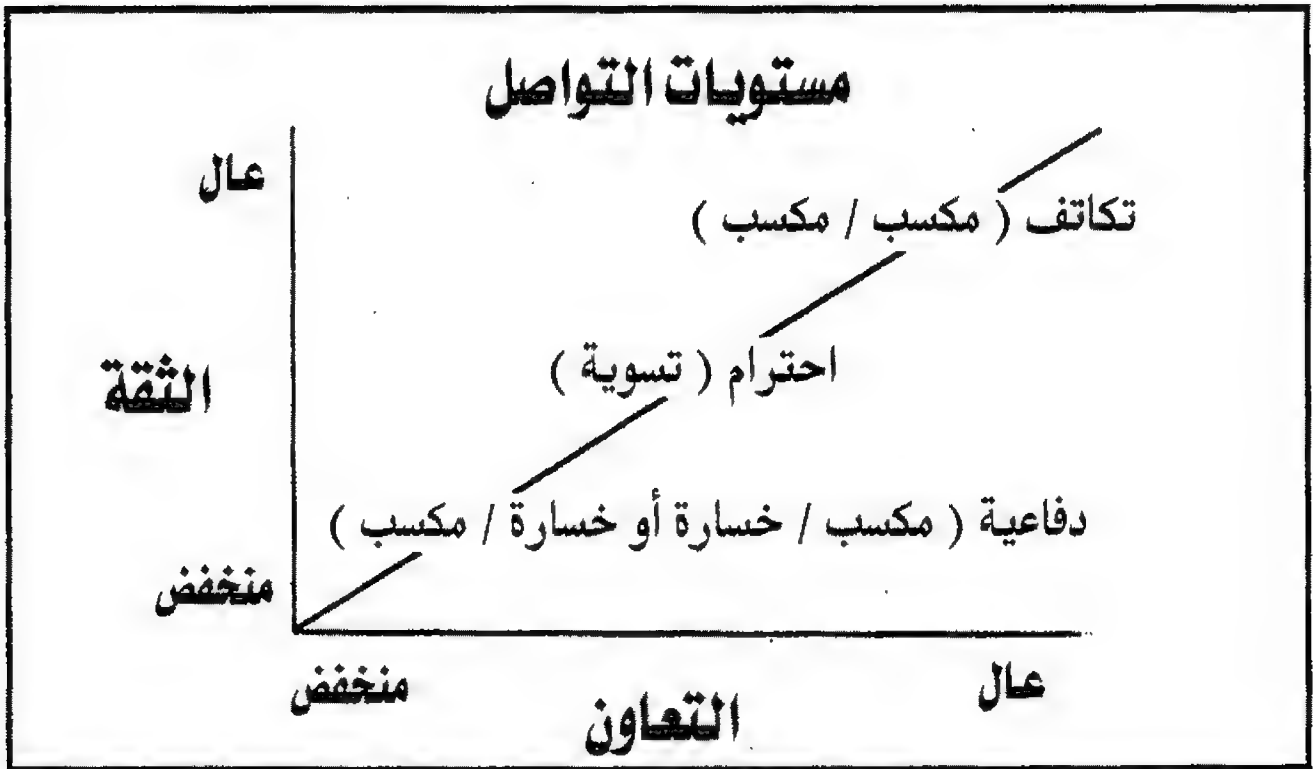 مستويات التواصل
عال
تكاتف ( مكسب / مكسب )
احترام ( تسوية )
الثقة
دفاعية ( مكسب / خسارة أو خسارة / مكسب )
منخفض
منخفض
عال
التعاون